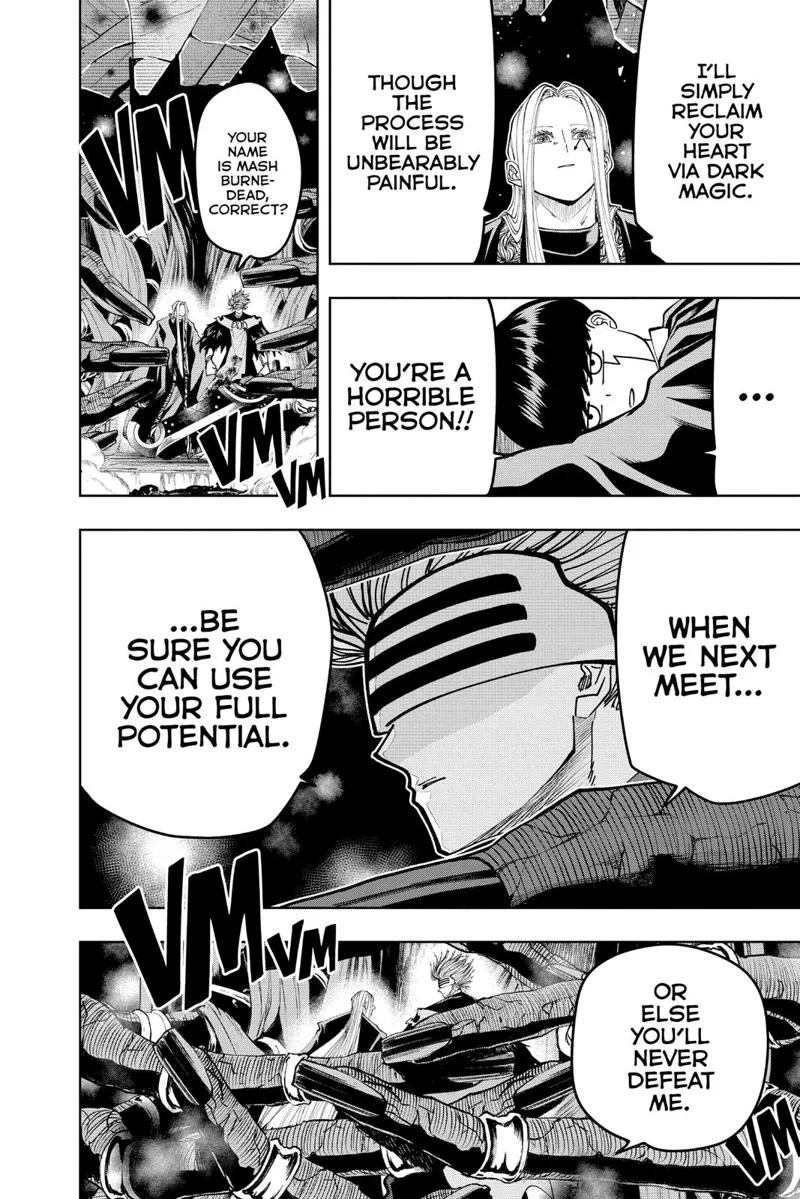 I'LL
SIMPLY
RECLAIM
YOUR
HEART
VIA DARK
MAGIC.
THOUGH
THE
PROCESS
WILL BE
UNBEARABLY
PAINFUL.
VM
VM
YOUR
NAME
IS MASH
BURNE-
DEAD,
CORRECT?
VM
VM
...
YOU'RE A
HORRIBLE
PERSON!!
WHEN
WE NEXT
MEET...
...BE
SURE YOU
CAN USE
YOUR FULL
POTENTIAL.
VM
VM
OR
ELSE
YOU'LL
NEVER
DEFEAT
ME.
VM